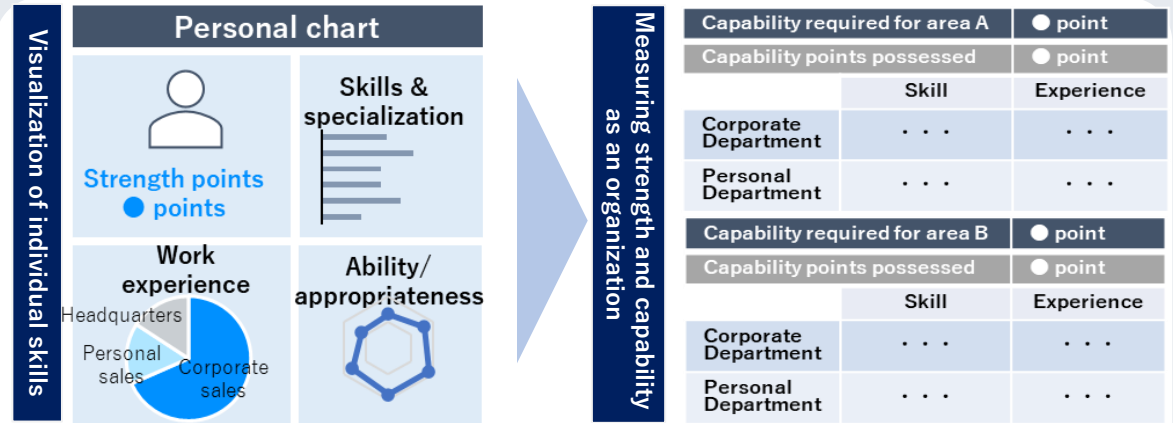 Visualization of individual skills
Personal chart
Strength points
● points
Skills &
specialization
Work
experience
Headquarters
Personal
sales
Corporate
sales
Ability/
appropriateness
Measuring strength and capability
as an organization
Capability required for area A ● point
Capability points possessed ● point
Skill Experience
Corporate
Department ・・・ ・・・
Personal
Department ・・・ ・・・
Capability required for area B ● point
Capability points possessed ● point
Skill Experience
Corporate
Department ・・・ ・・・
Personal
Department ・・・ ・・・